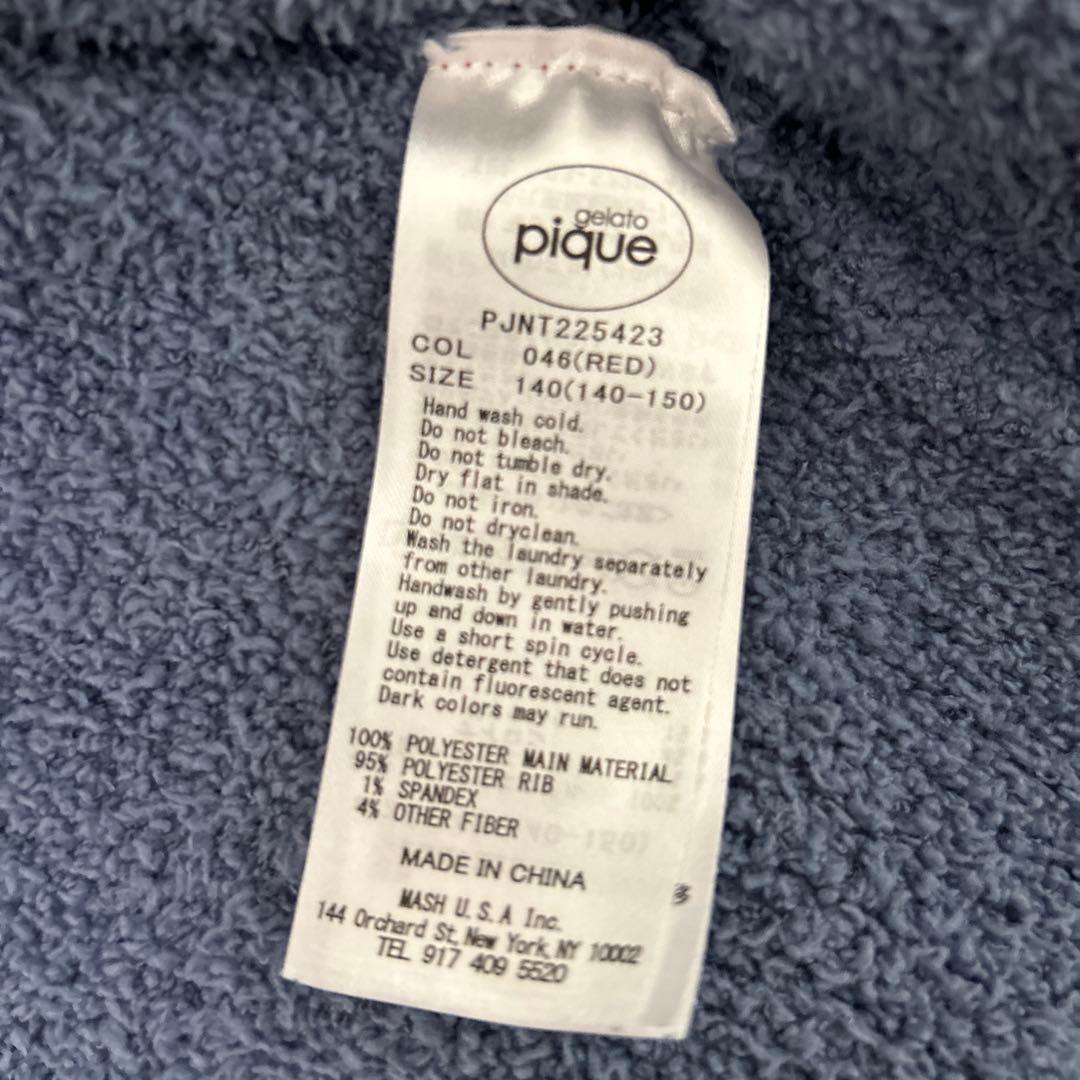 gelato
pique
PJNT225423
COL 046(RED)
SIZE 140(140-150)
Hand wash cold.
Do not bleach.
Do not tumble dry.
Dry flat in shade.
Do not iron.
Do not dryclean.
Wash the laundry separately
from other laundry.
Handwash by gently pushing
up and down in water.
Use a short spin cycle.
Use detergent that does not
contain fluorescent agent.
Dark colors may run.
100% POLYESTER MAIN MATERIAL
95% POLYESTER RIB
1% SPANDEX
4% OTHER FIBER
MADE IN CHINA
MASH U.S.A Inc.
144 Orchard St, New York, NY 10002
TEL 917 409 5520